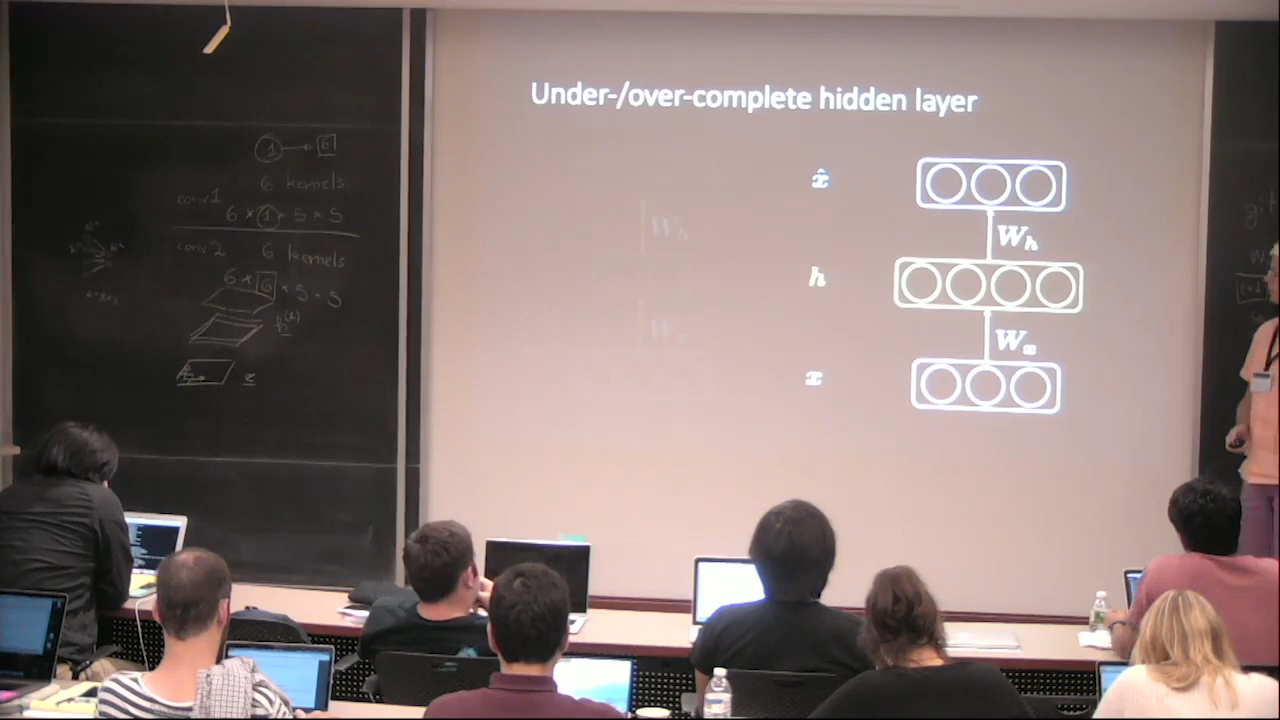 Under-/over-complete hidden layer
x̂
W_h
h
W_x
x
1 → 6
6 kernels
conv1
6 × 1 × 5 × 5
conv2 6 kernels
6 × 6 × 5 × 5
h^(1)
x